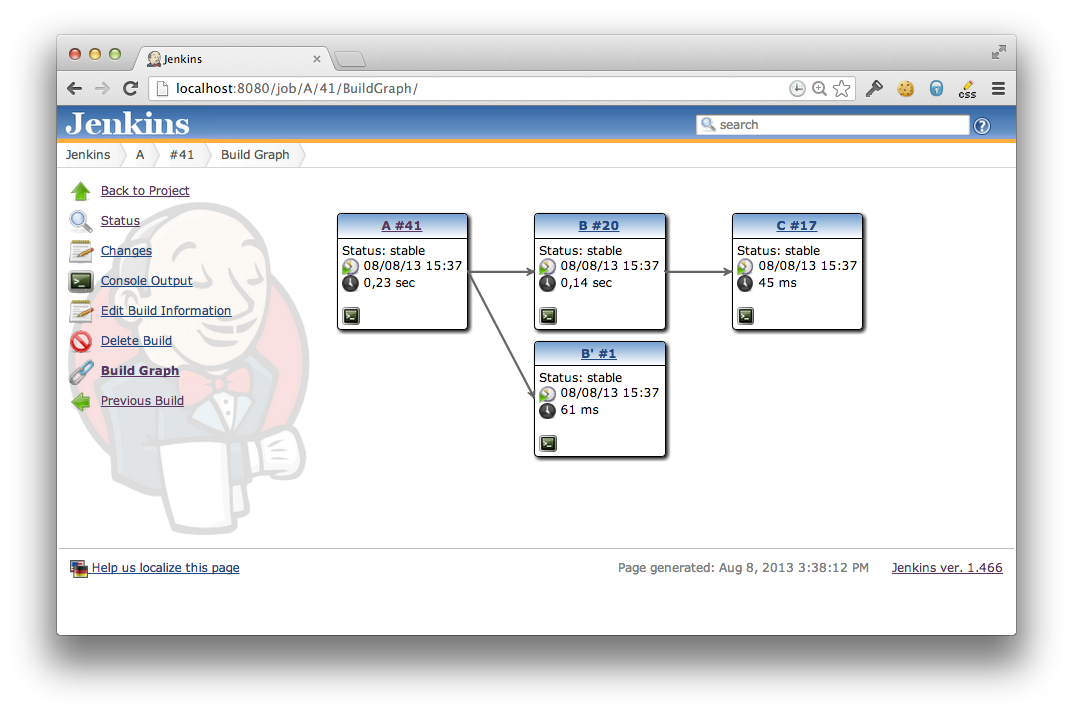 Jenkins
localhost:8080/job/A/41/BuildGraph/
css
Jenkins
search
?
Jenkins A #41 Build Graph
Back to Project
Status
Changes
Console Output
Edit Build Information
Delete Build
Build Graph
Previous Build
A #41
Status: stable
08/08/13 15:37
0,23 sec
B #20
Status: stable
08/08/13 15:37
0,14 sec
C #17
Status: stable
08/08/13 15:37
45 ms
B' #1
Status: stable
08/08/13 15:37
61 ms
Help us localize this page
Page generated: Aug 8, 2013 3:38:12 PM Jenkins ver. 1.466